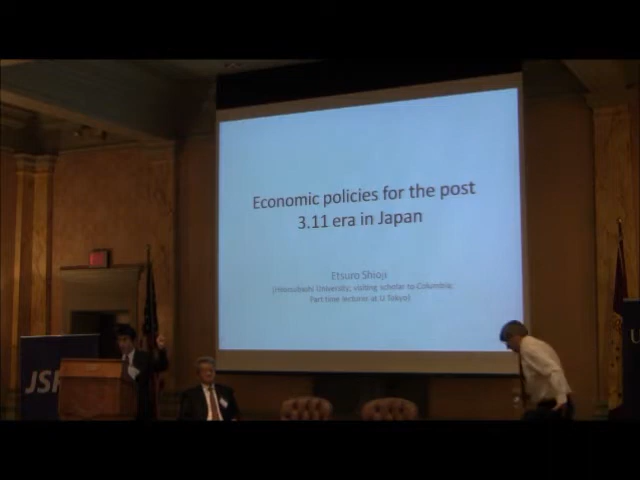 Economic policies for the post
3.11 era in Japan
Etsuro Shioji
(Hitotsubashi University; visiting scholar to Columbia;
Part time lecturer at U Tokyo)
JS
U